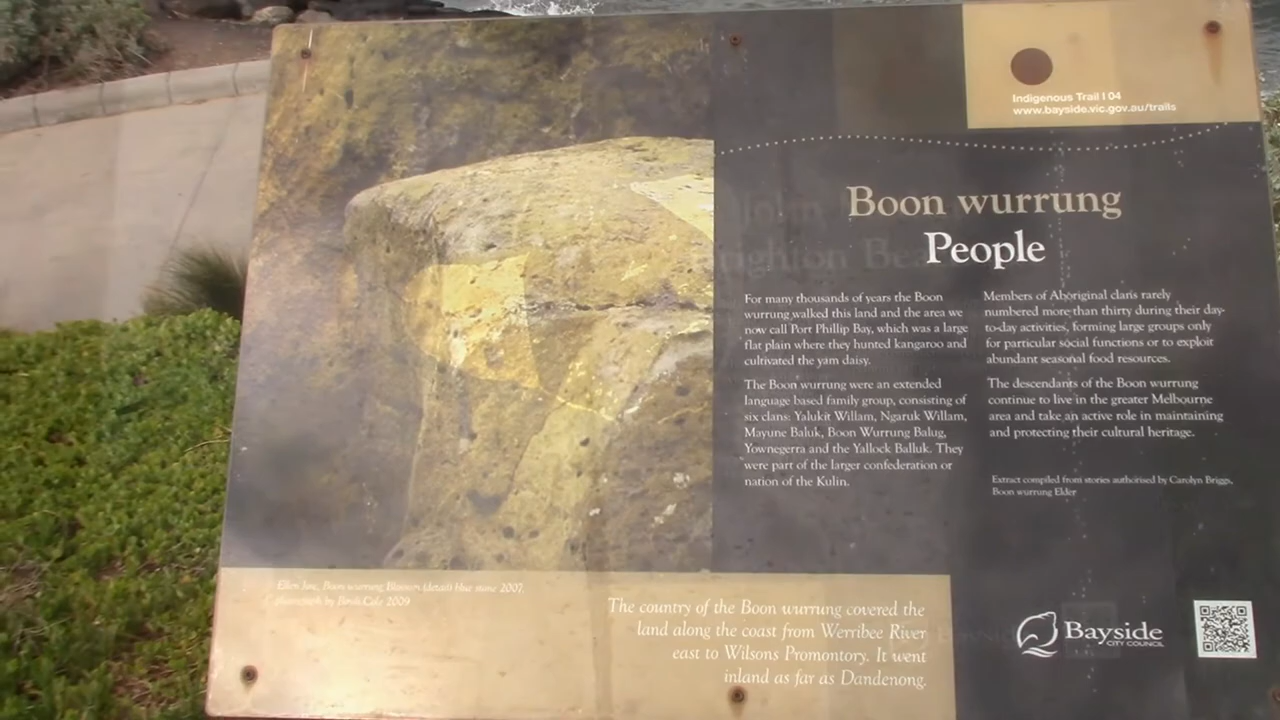 Indigenous Trail I 04
www.bayside.vic.gov.au/trails
Boon wurrung
People
For many thousands of years the Boon
wurrung walked this land and the area we
now call Port Phillip Bay, which was a large
flat plain where they hunted kangaroo and
cultivated the yam daisy.
The Boon wurrung were an extended
language based family group, consisting of
six clans: Yalukit Willam, Ngaruk Willam,
Mayune Baluk, Boon Wurrung Balug,
Yownegerra and the Yallock Balluk. They
were part of the larger confederation or
nation of the Kulin.
Members of Aboriginal clans rarely
numbered more than thirty during their day-
to-day activities, forming large groups only
for particular social functions or to exploit
abundant seasonal food resources.
The descendants of the Boon wurrung
continue to live in the greater Melbourne
area and take an active role in maintaining
and protecting their cultural heritage.
Extract compiled from stories authorised by Carolyn Briggs,
Boon wurrung Elder
Ellen Boon wurrung (detail) blue stone 2007,
photograph by 2009
The country of the Boon wurrung covered the
land along the coast from Werribee River
east to Wilsons Promontory. It went
inland as far as Dandenong.
Bayside
CITY COUNCIL